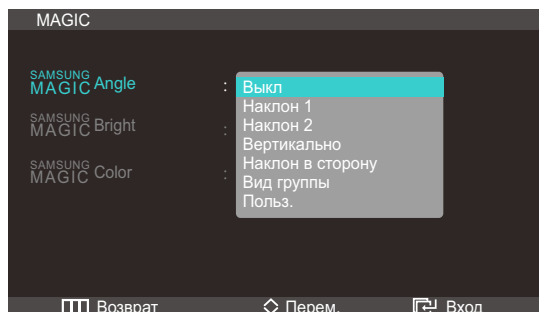 MAGIC
SAMSUNG
MAGIC Angle : Выкл
Наклон 1
Наклон 2
SAMSUNG
MAGIC Bright :
Вертикально
Наклон в сторону
SAMSUNG
MAGIC Color :
Вид группы
Польз.
Возврат Перем. Вход